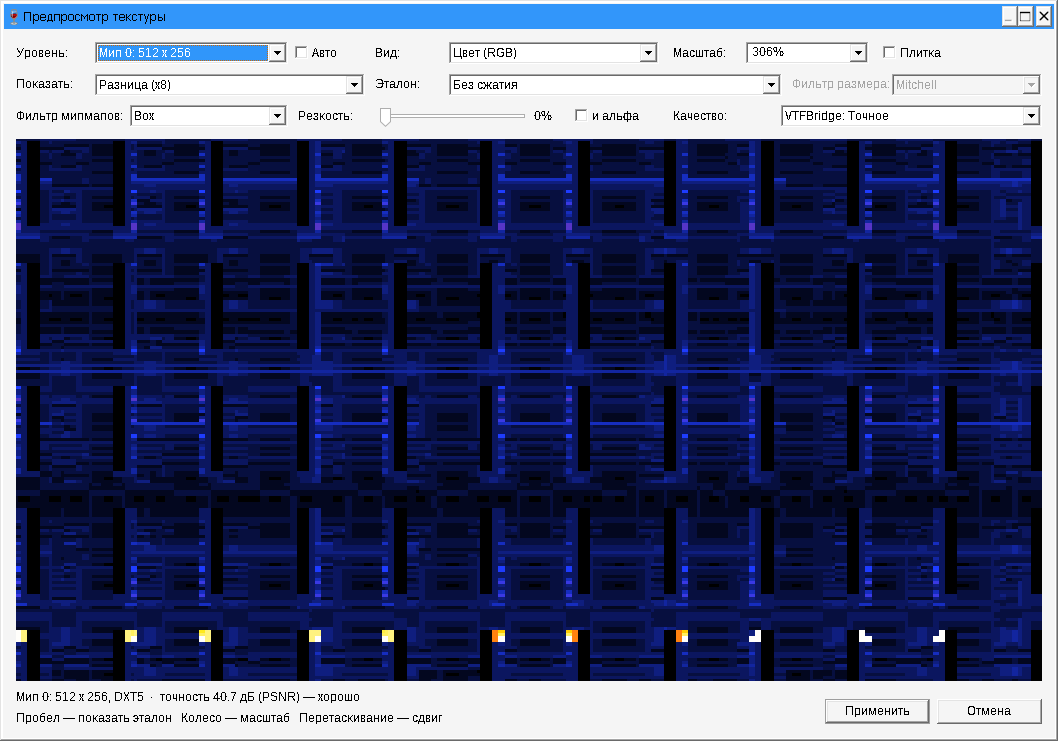 Предпросмотр текстуры
Уровень: Мип 0: 512 x 256 Авто Вид: Цвет (RGB) Масштаб: 306% Плитка
Показать: Разница (x8) Эталон: Без сжатия Фильтр размера: Mitchell
Фильтр мипмапов: Box Резкость: 0% и альфа Качество: VTFBridge: Точное
Мип 0: 512 x 256, DXT5 · точность 40.7 дБ (PSNR) — хорошо
Пробел — показать эталон Колесо — масштаб Перетаскивание — сдвиг
Применить Отмена